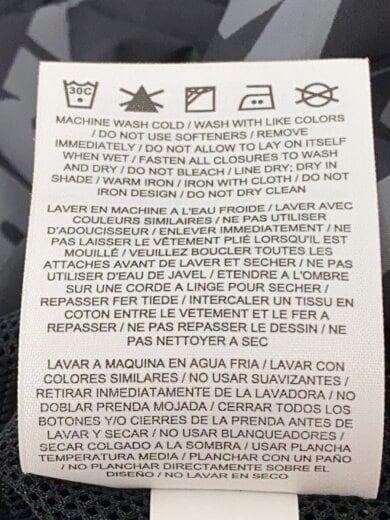 30C
MACHINE WASH COLD / WASH WITH LIKE COLORS
/ DO NOT USE SOFTENERS / REMOVE
IMMEDIATELY / DO NOT ALLOW TO LAY ON ITSELF
WHEN WET / FASTEN ALL CLOSURES TO WASH
AND DRY / DO NOT BLEACH / LINE DRY; DRY IN
SHADE / WARM IRON / IRON WITH CLOTH / DO NOT
IRON DESIGN / DO NOT DRY CLEAN
LAVER EN MACHINE A L'EAU FROIDE / LAVER AVEC
COULEURS SIMILAIRES / NE PAS UTILISER
D'ADOUCISSEUR / ENLEVER IMMEDIATEMENT / NE
PAS LAISSER LE VÊTEMENT PLIÉ LORSQU'IL EST
MOUILLÉ / VEUILLEZ BOUCLER TOUTES LES
ATTACHES AVANT DE LAVER ET SECHER / NE PAS
UTILISER D'EAU DE JAVEL / ETENDRE A L'OMBRE
SUR UNE CORDE A LINGE POUR SECHER /
REPASSER FER TIEDE / INTERCALER UN TISSU EN
COTON ENTRE LE VETEMENT ET LE FER A
REPASSER / NE PAS REPASSER LE DESSIN / NE
PAS NETTOYER A SEC
LAVAR A MAQUINA EN AGUA FRIA / LAVAR CON
COLORES SIMILARES / NO USAR SUAVIZANTES /
RETIRAR INMEDIATAMENTE DE LA LAVADORA / NO
DOBLAR PRENDA MOJADA / CERRAR TODOS LOS
BOTONES Y/O CIERRES DE LA PRENDA ANTES DE
LAVAR Y SECAR / NO USAR BLANQUEADORES /
SECAR COLGADO A LA SOMBRA / USAR PLANCHA
TEMPERATURA MEDIA / PLANCHAR CON UN PAÑO
/ NO PLANCHAR DIRECTAMENTE SOBRE EL
DISEÑO / NO LAVAR EN SECO